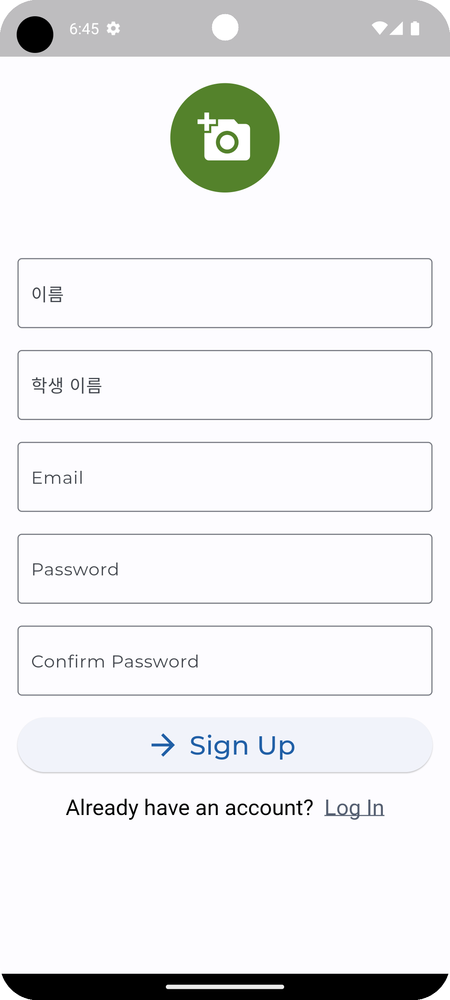 6:45
이름
학생 이름
Email
Password
Confirm Password
Sign Up
Already have an account? Log In